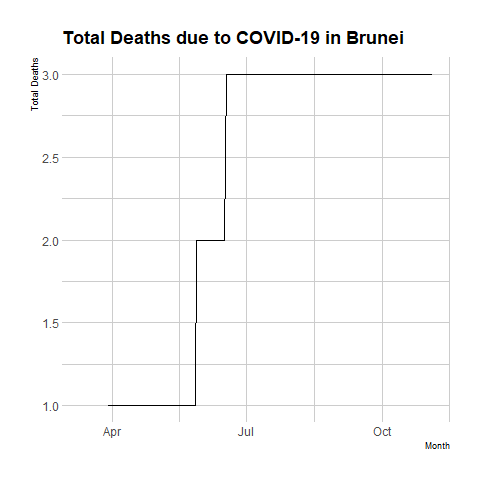 Total Deaths due to COVID-19 in Brunei
Total Deaths
3.0
2.5
2.0
1.5
1.0
Apr
Jul
Oct
Month